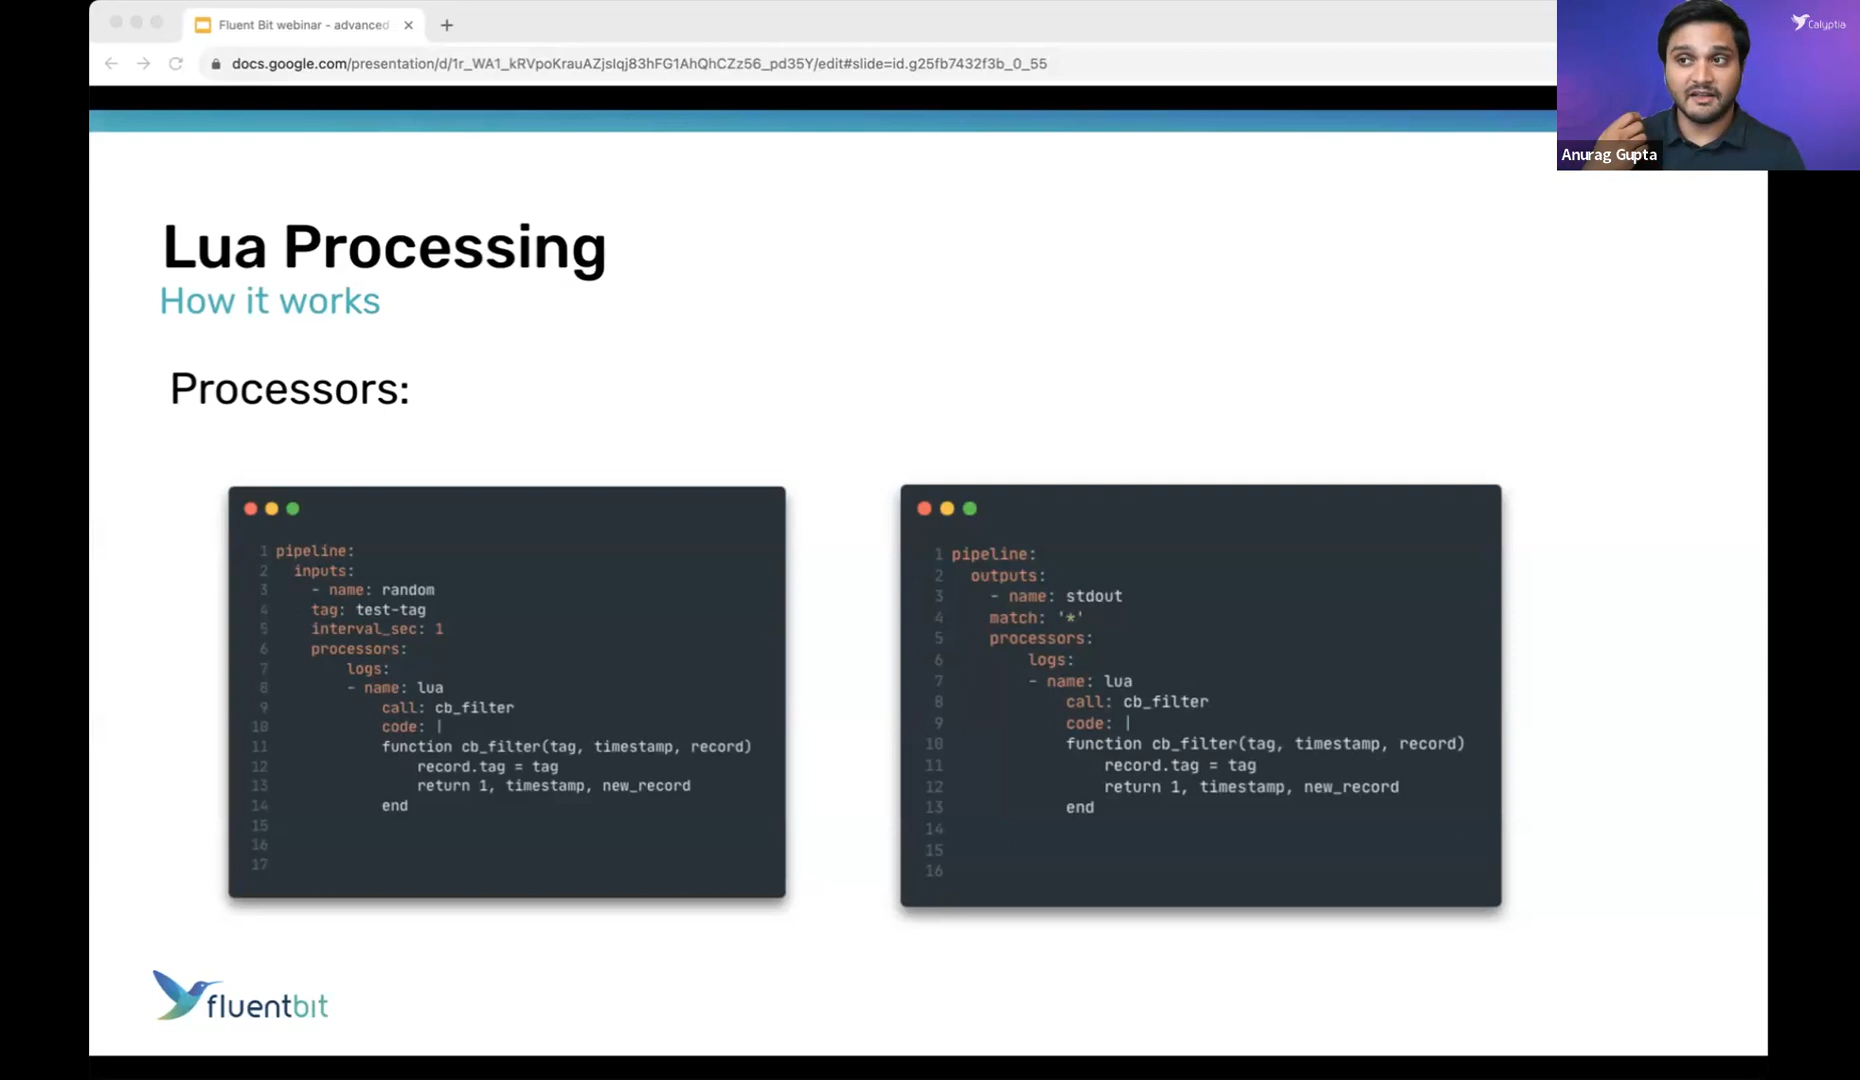 Fluent Bit webinar - advanced
docs.google.com/presentation/d/1r_WA1_kRVpoKrauAZjsIqj83hFG1AhQhCZz56_pd35Y/edit#slide=id.g25fb7432f3b_0_55
Calyptia
Anurag Gupta
Lua Processing
How it works
Processors:
1 pipeline:
2 inputs:
3 - name: random
4 tag: test-tag
5 interval_sec: 1
6 processors:
7 logs:
8 - name: lua
9 call: cb_filter
10 code: |
11 function cb_filter(tag, timestamp, record)
12 record.tag = tag
13 return 1, timestamp, new_record
14 end
15
16
17
1 pipeline:
2 outputs:
3 - name: stdout
4 match: '*'
5 processors:
6 logs:
7 - name: lua
8 call: cb_filter
9 code: |
10 function cb_filter(tag, timestamp, record)
11 record.tag = tag
12 return 1, timestamp, new_record
13 end
14
15
16
fluentbit